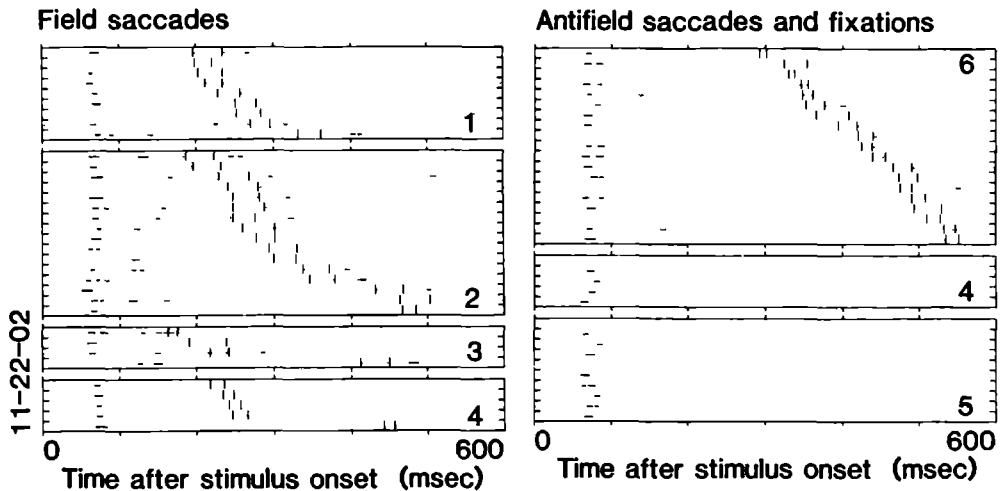 Field saccades
1
2
3
4
11-22-02
0 600
Time after stimulus onset (msec)
Antifield saccades and fixations
6
4
5
0 600
Time after stimulus onset (msec)